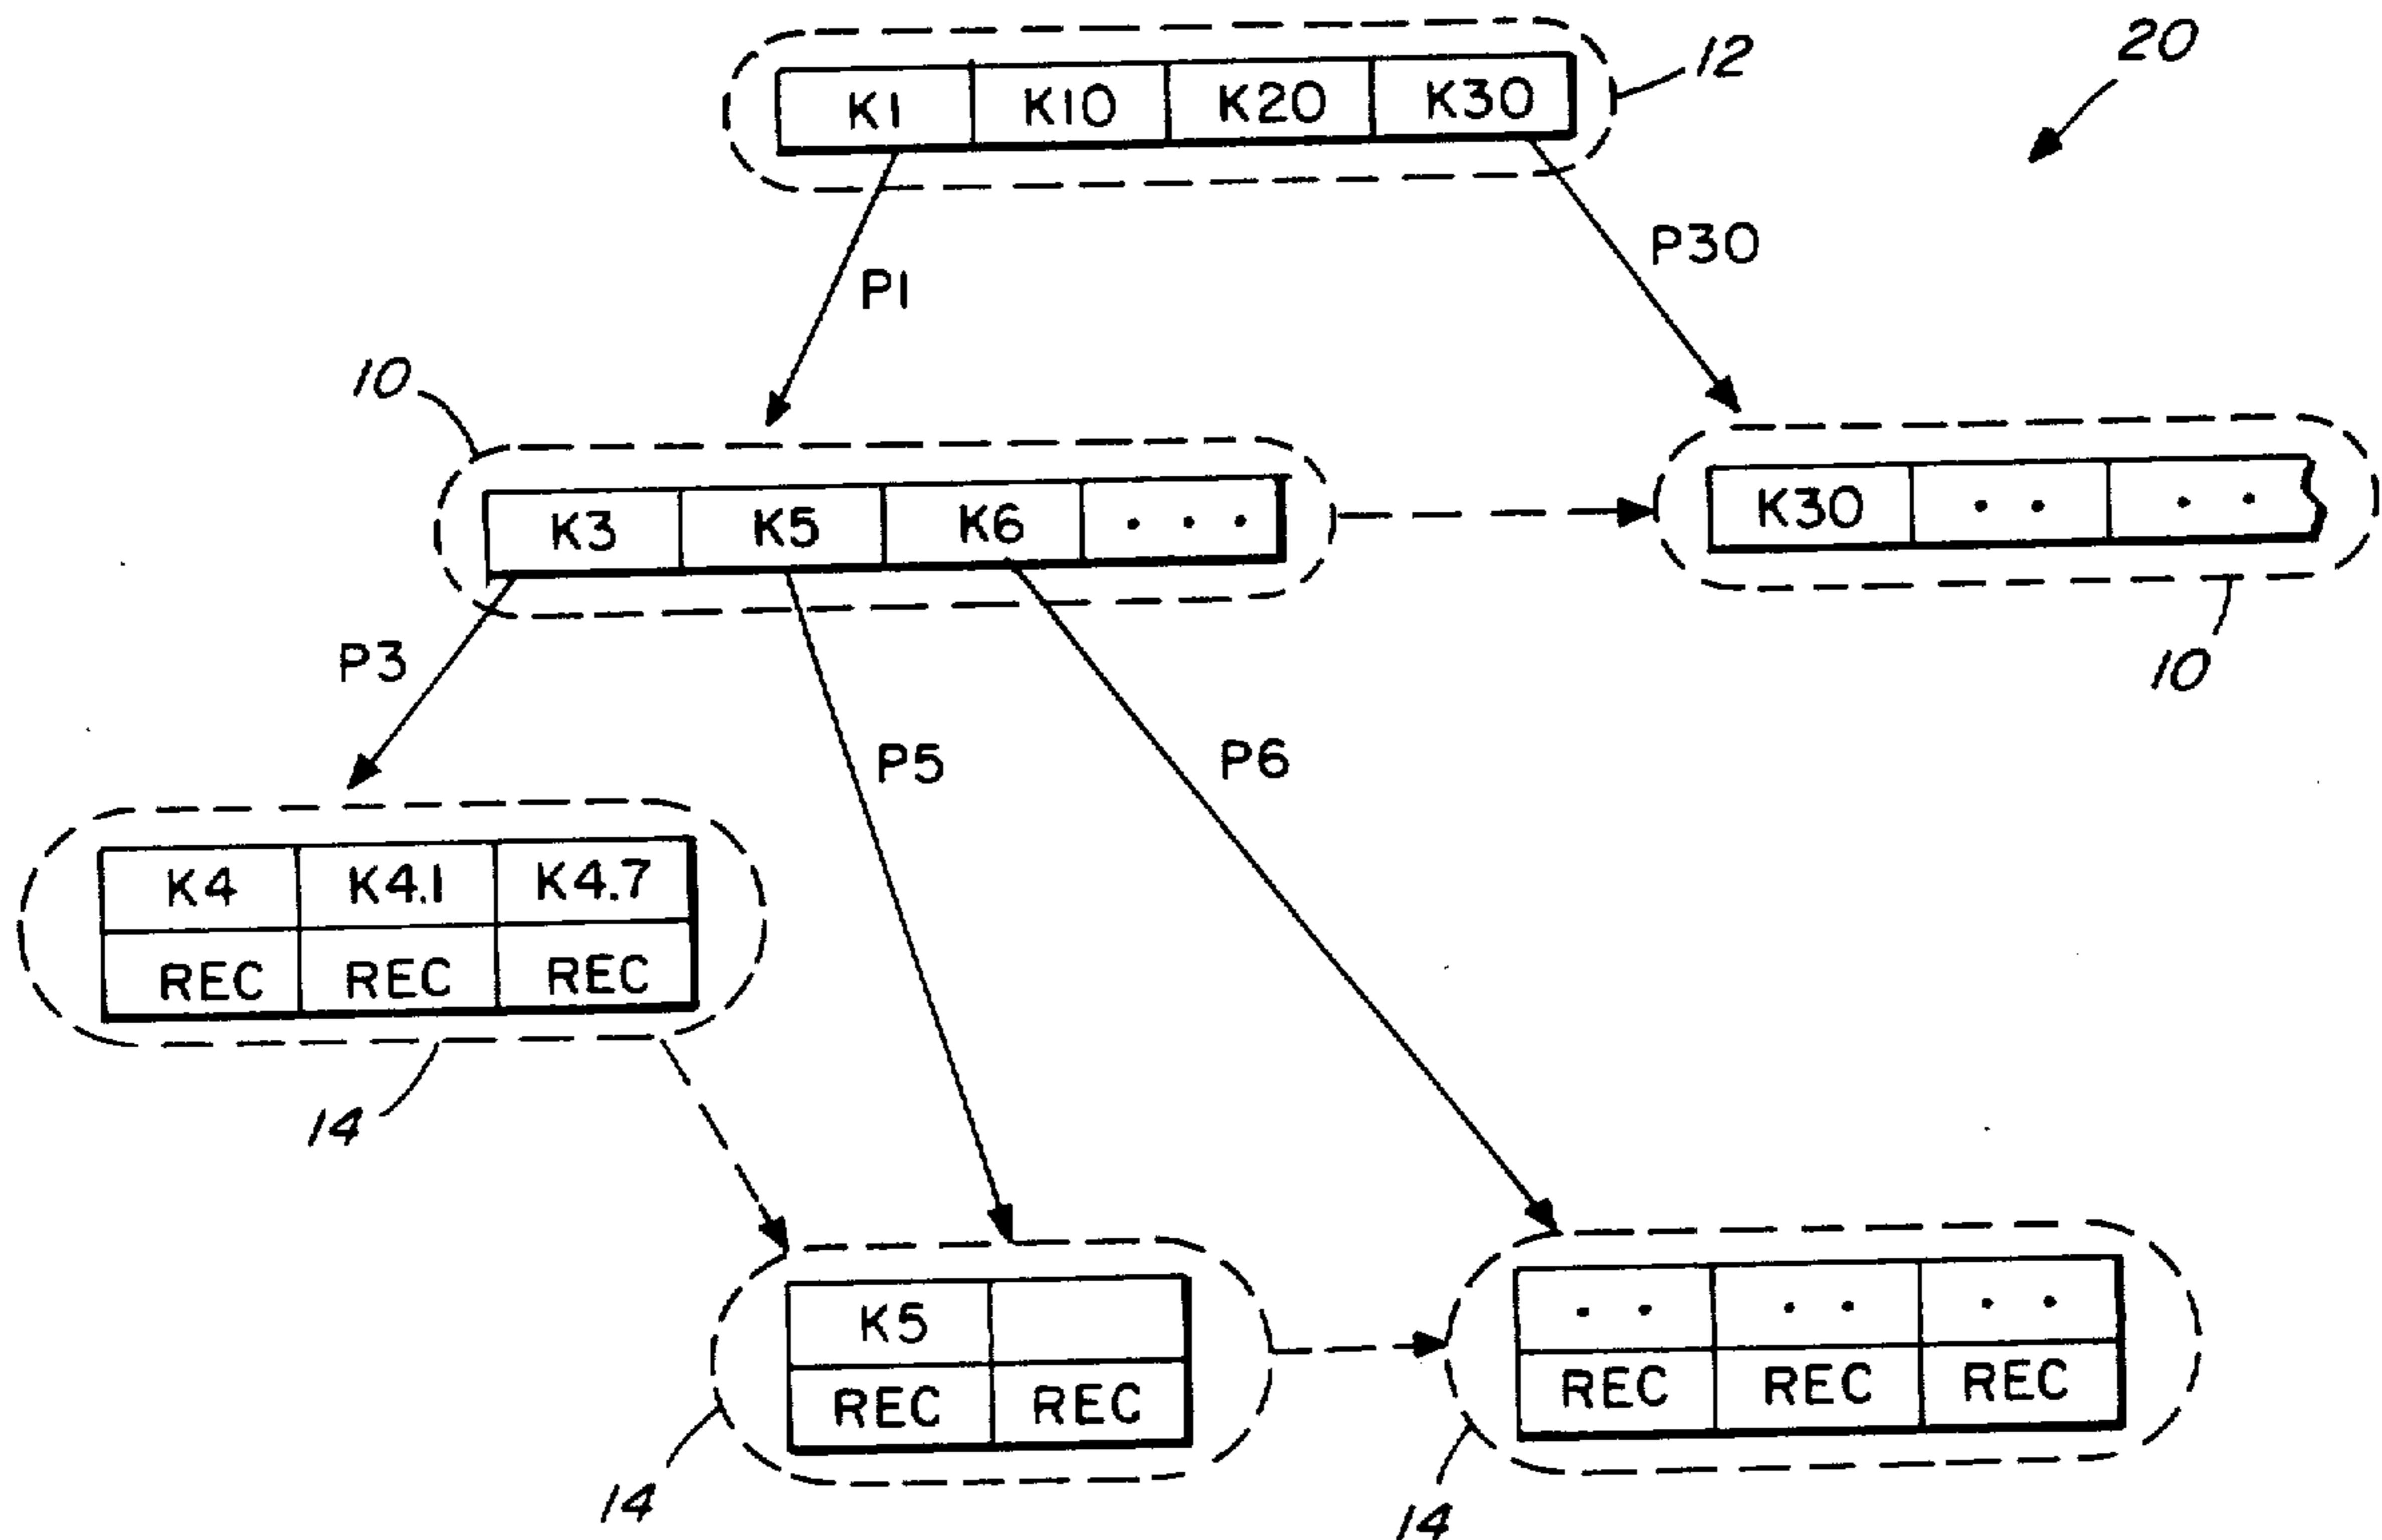 20
12
K1 K10 K20 K30
P1
P30
10
K3 K5 K6 . . .
K30 . . . .
10
P3
P5
P6
K4 K4.1 K4.7
REC REC REC
14
K5
REC REC
14
. . . . . .
REC REC REC
14